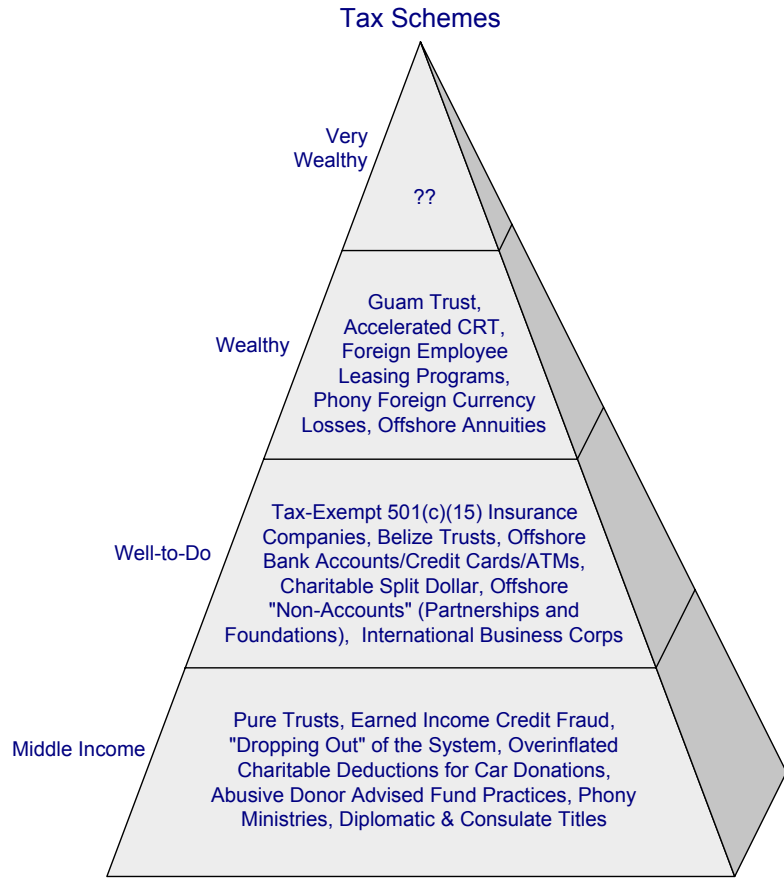 Tax Schemes
Very
Wealthy
??
Wealthy
Guam Trust,
Accelerated CRT,
Foreign Employee
Leasing Programs,
Phony Foreign Currency
Losses, Offshore Annuities
Well-to-Do
Tax-Exempt 501(c)(15) Insurance
Companies, Belize Trusts, Offshore
Bank Accounts/Credit Cards/ATMs,
Charitable Split Dollar, Offshore
"Non-Accounts" (Partnerships and
Foundations), International Business Corps
Middle Income
Pure Trusts, Earned Income Credit Fraud,
"Dropping Out" of the System, Overinflated
Charitable Deductions for Car Donations,
Abusive Donor Advised Fund Practices, Phony
Ministries, Diplomatic & Consulate Titles